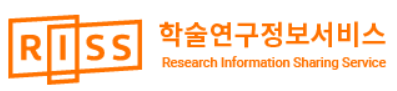 RISS
학술연구정보서비스
Research Information Sharing Service